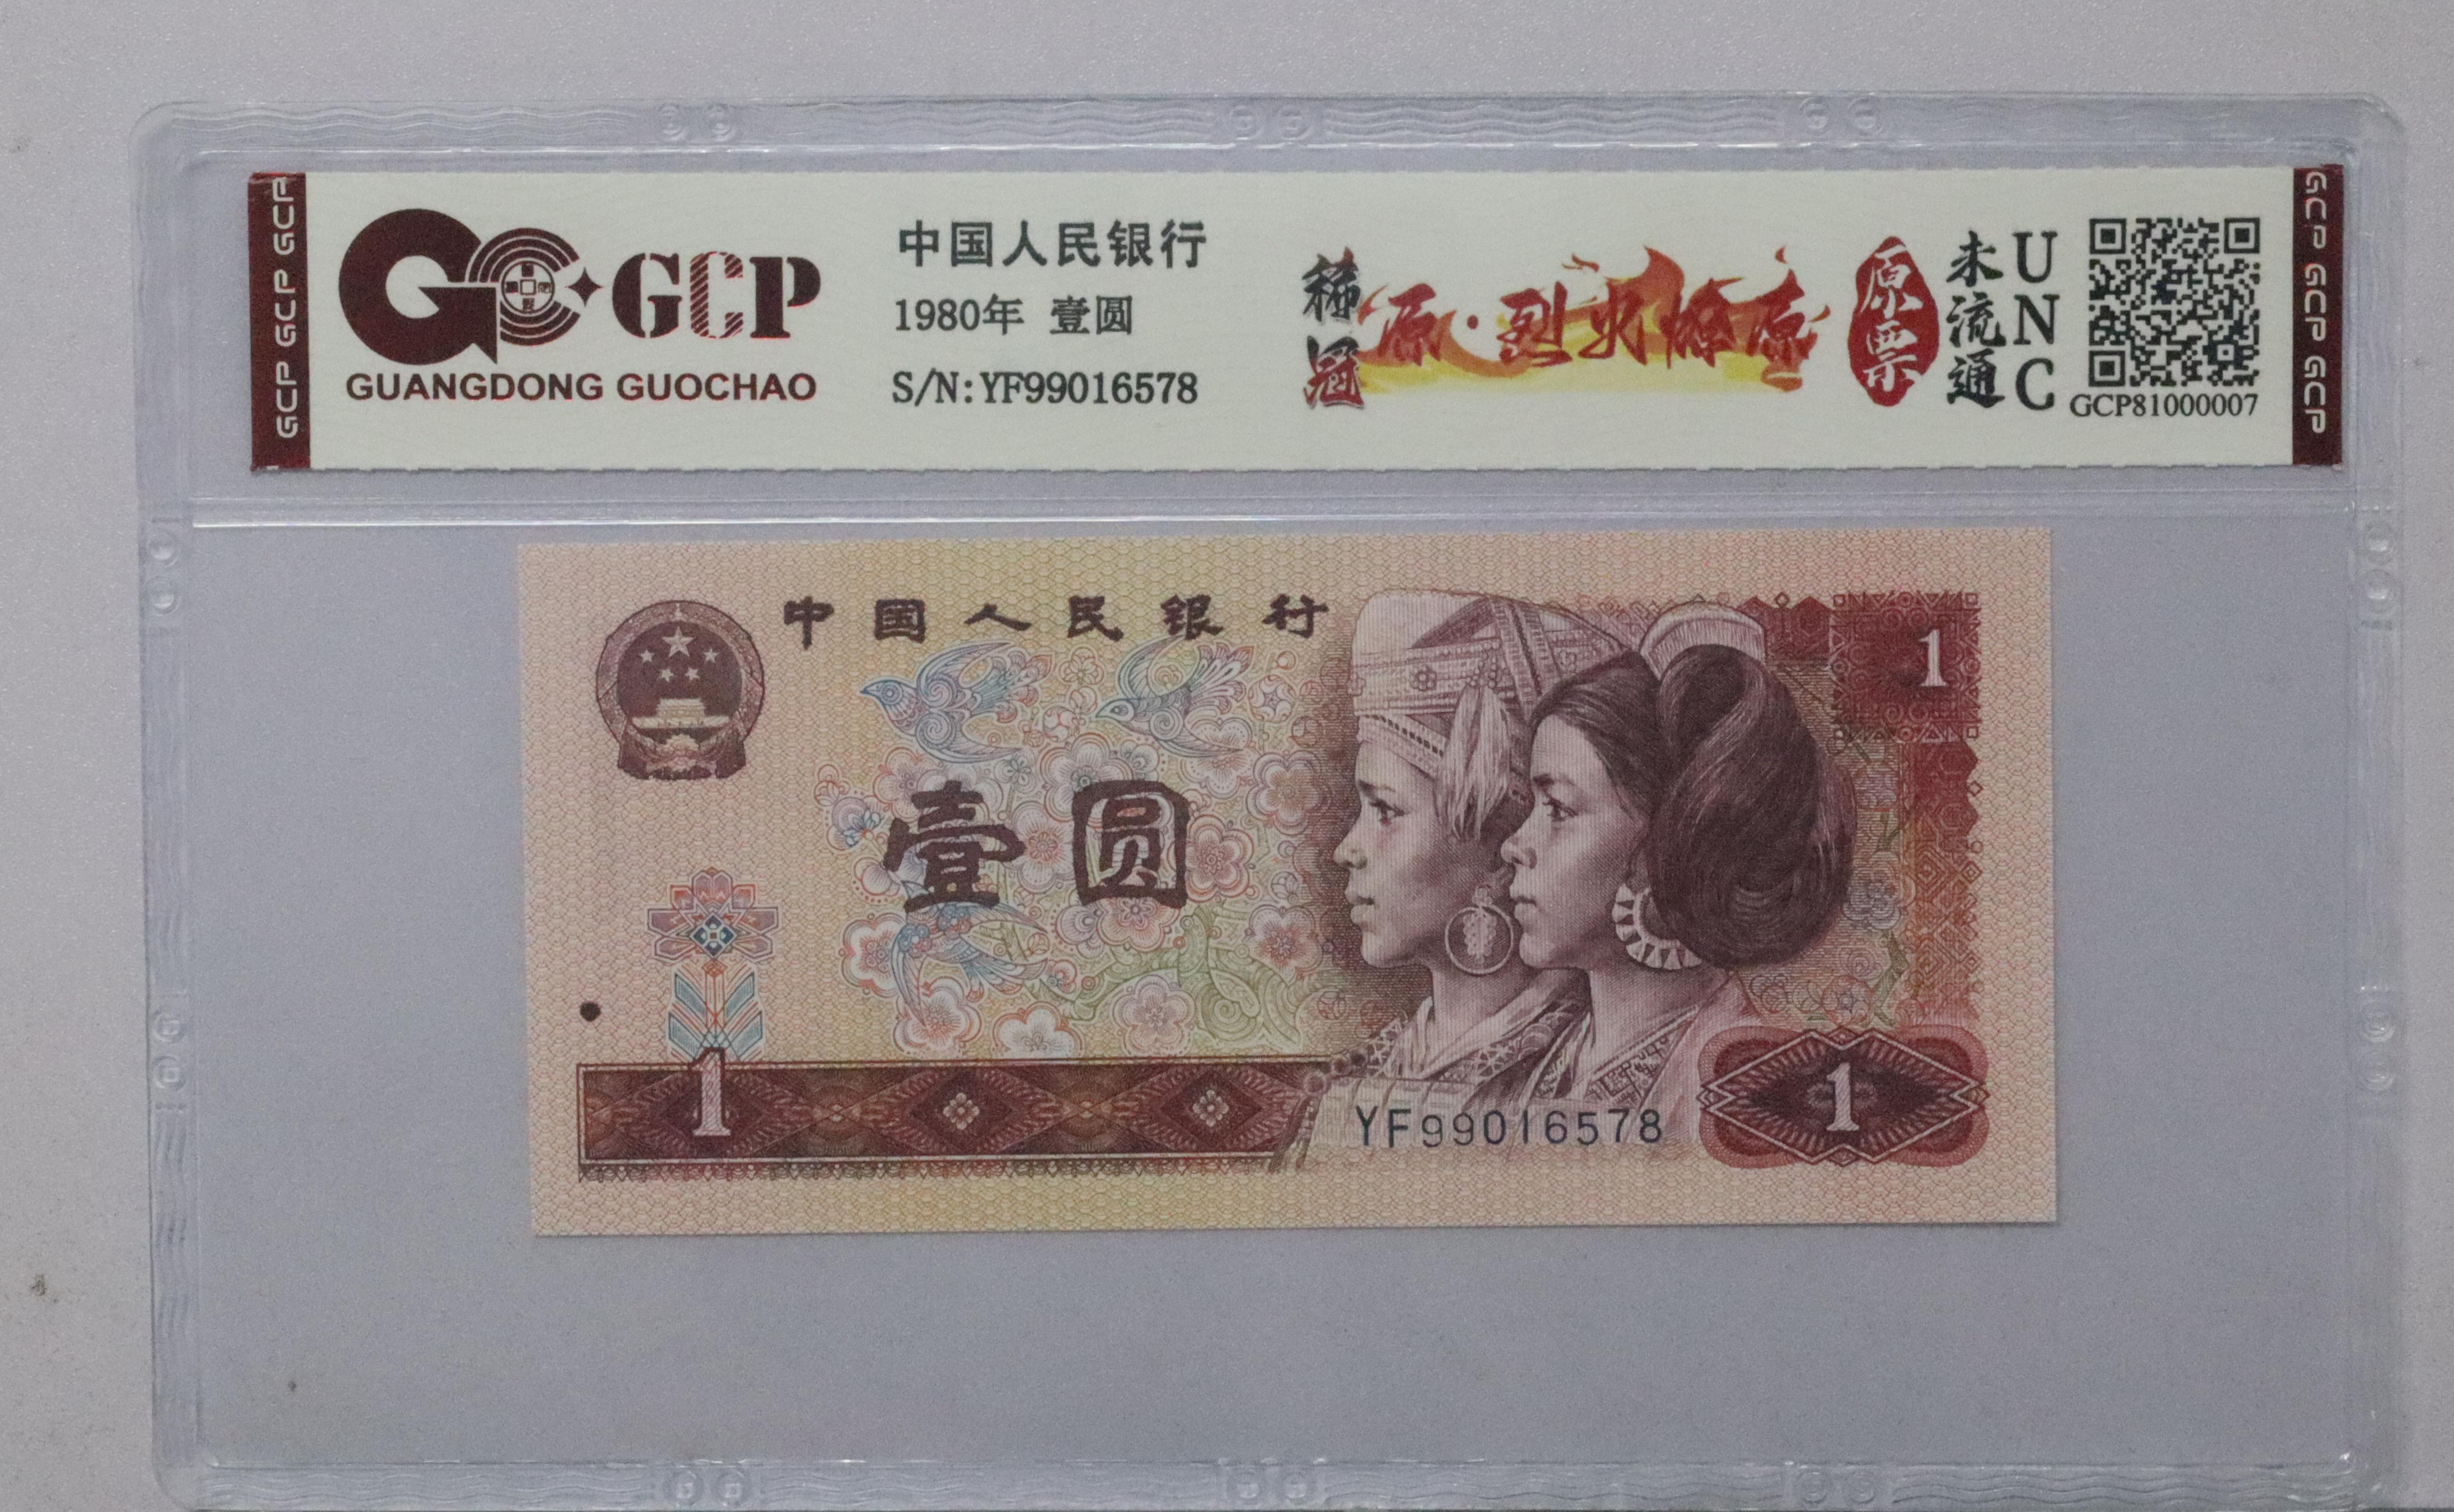 GCP GCP GCP
GCP
GUANGDONG GUOCHAO
中国人民银行
1980年 壹圆
S/N:YF99016578
稀冠
原·烈火燎原
原票
未流通
UNC
GCP81000007
GCP GCP GCP
中国人民银行
1
壹圆
1
YF99016578
1